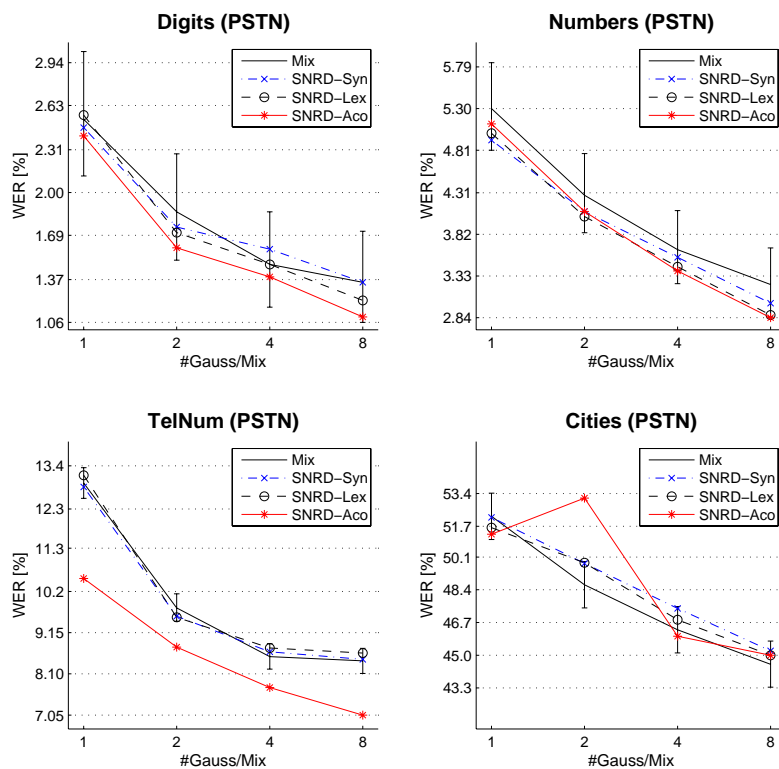 Digits (PSTN)
Mix
SNRD-Syn
SNRD-Lex
SNRD-Aco
WER [%]
2.94
2.63
2.31
2.00
1.69
1.37
1.06
1 2 4 8
#Gauss/Mix
Numbers (PSTN)
Mix
SNRD-Syn
SNRD-Lex
SNRD-Aco
WER [%]
5.79
5.30
4.81
4.31
3.82
3.33
2.84
1 2 4 8
#Gauss/Mix
TelNum (PSTN)
Mix
SNRD-Syn
SNRD-Lex
SNRD-Aco
WER [%]
13.4
12.3
11.3
10.2
9.15
8.10
7.05
1 2 4 8
#Gauss/Mix
Cities (PSTN)
Mix
SNRD-Syn
SNRD-Lex
SNRD-Aco
WER [%]
53.4
51.7
50.1
48.4
46.7
45.0
43.3
1 2 4 8
#Gauss/Mix